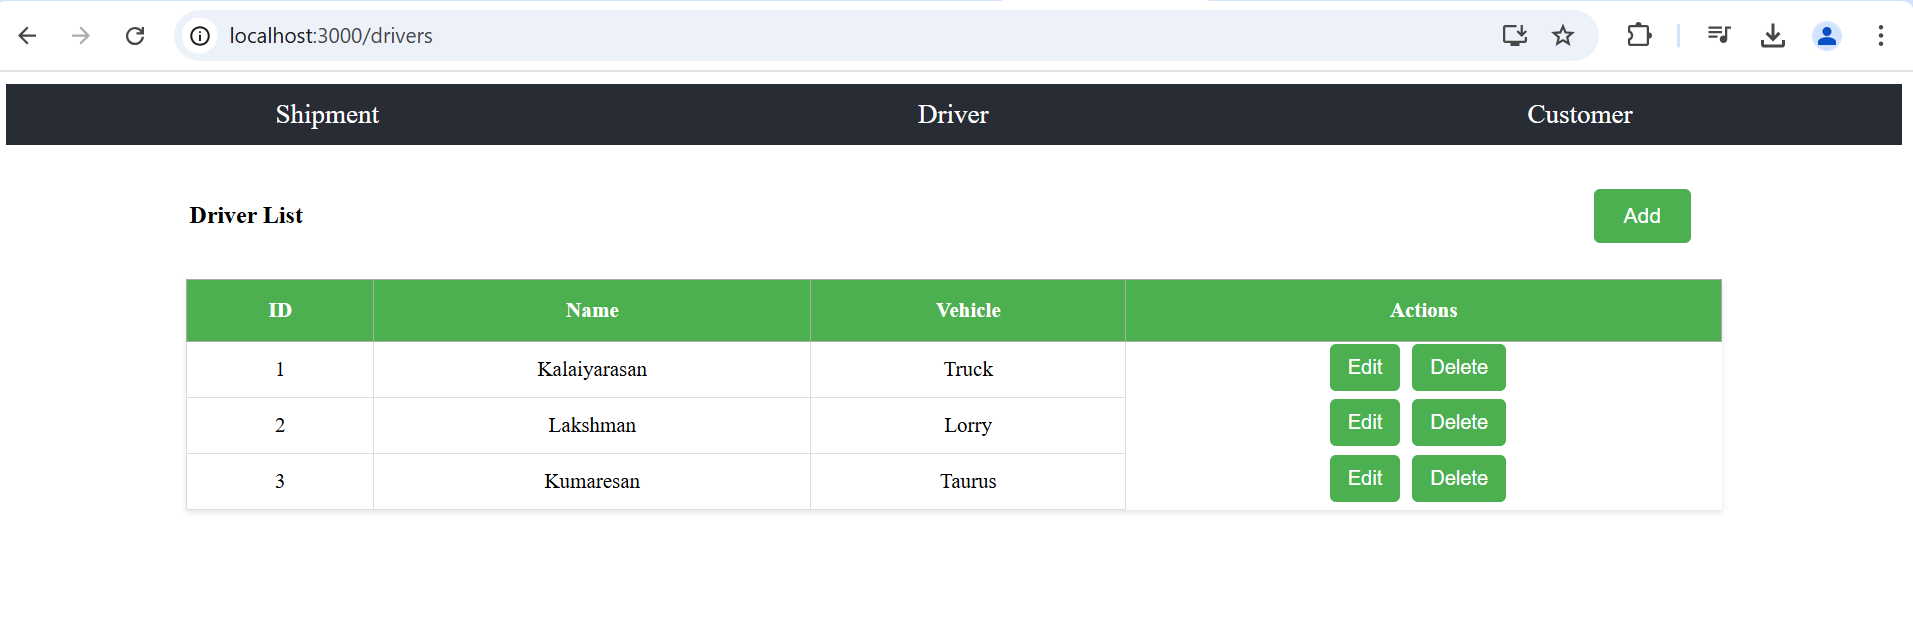 localhost:3000/drivers
Shipment Driver Customer
Driver List Add
ID Name Vehicle Actions
1 Kalaiyarasan Truck Edit Delete
2 Lakshman Lorry Edit Delete
3 Kumaresan Taurus Edit Delete